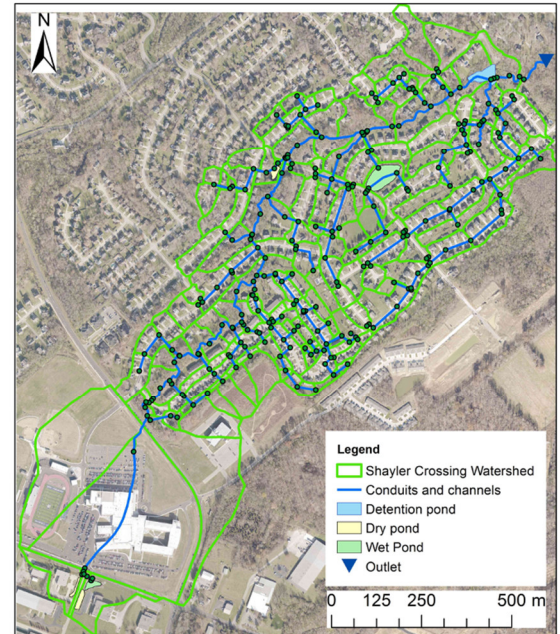 N
Legend
Shayler Crossing Watershed
Conduits and channels
Detention pond
Dry pond
Wet Pond
Outlet
0 125 250 500 m